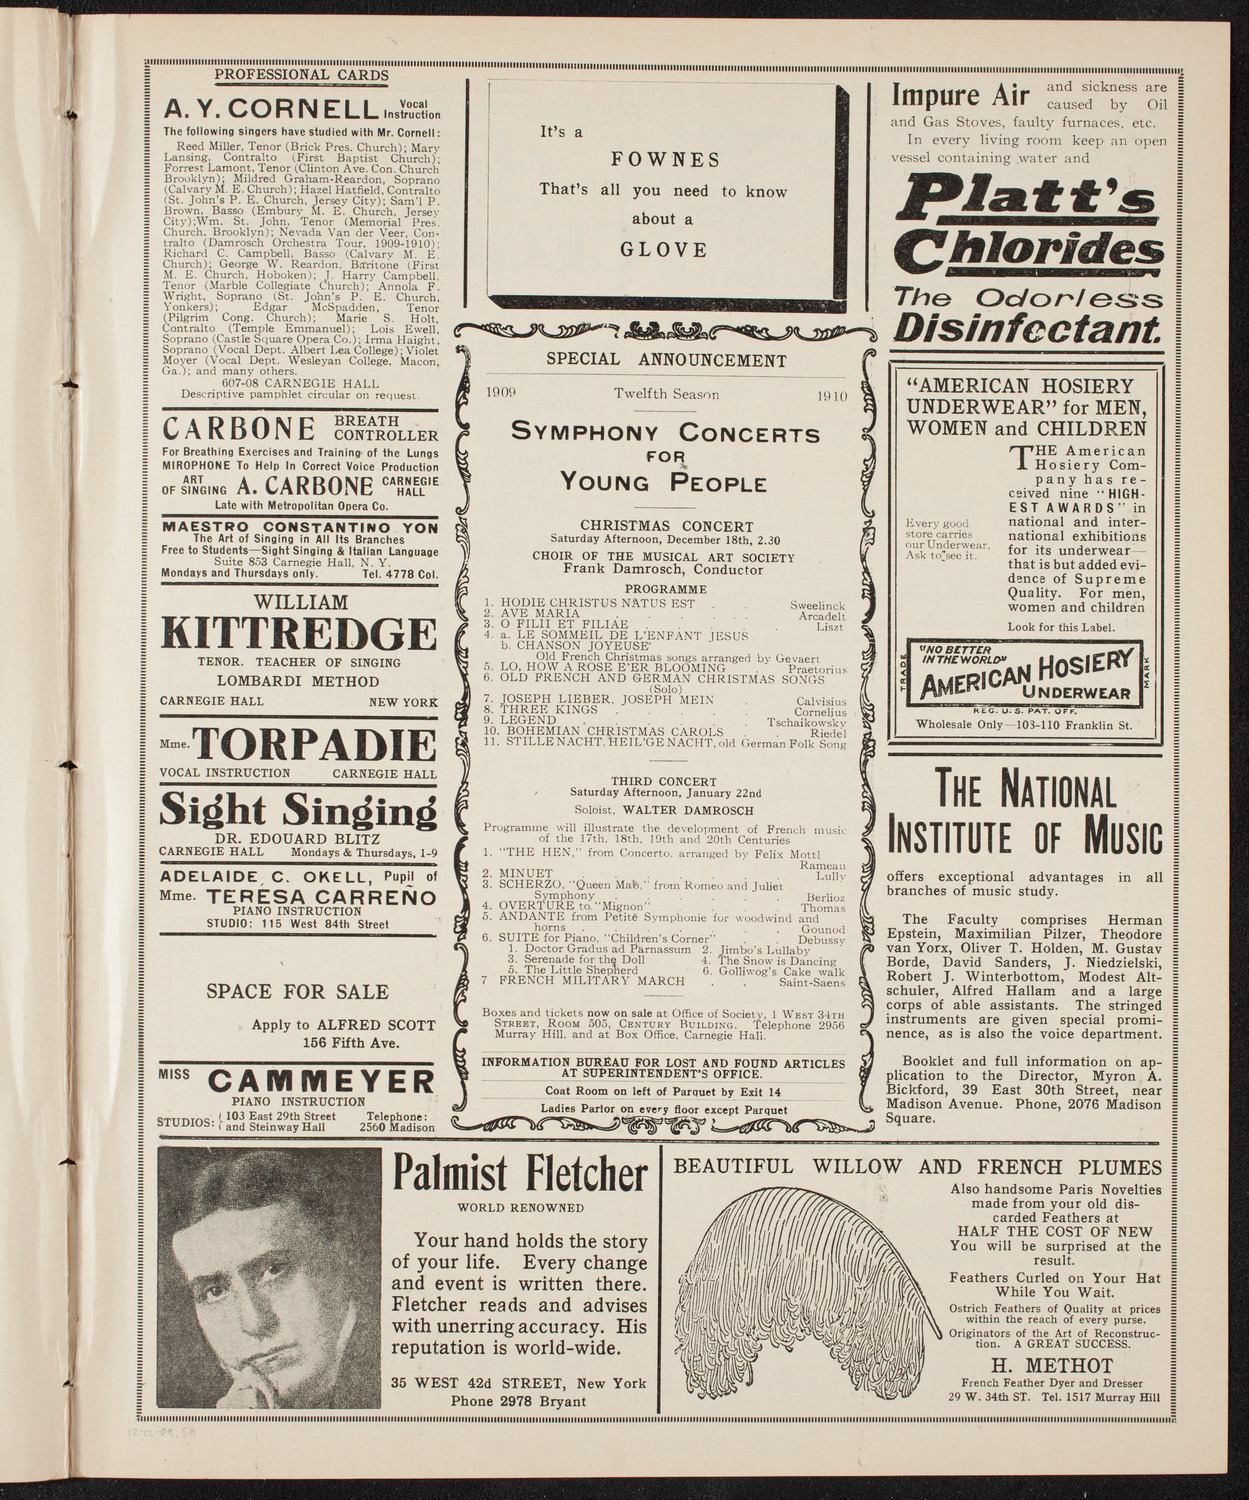 PROFESSIONAL CARDS
A. Y. CORNELL Vocal Instruction
The following singers have studied with Mr. Cornell:
Reed Miller, Tenor (Brick Pres. Church); Mary
Lansing, Contralto (First Baptist Church);
Forrest Lamont, Tenor (Clinton Ave. Con. Church
Brooklyn); Mildred Graham-Reardon, Soprano
(Calvary M. E. Church); Hazel Hatfield, Contralto
(St. John's P. E. Church, Jersey City); Sam'l P.
Brown, Basso (Embury M. E. Church, Jersey
City); Wm. St. John, Tenor (Memorial Pres.
Church, Brooklyn); Nevada Van der Veer, Con-
tralto (Damrosch Orchestra Tour, 1909-1910);
Richard C. Campbell, Basso (Calvary M. E.
Church); George W. Reardon, Baritone (First
M. E. Church, Hoboken); J. Harry Campbell,
Tenor (Marble Collegiate Church); Annola F.
Wright, Soprano (St. John's P. E. Church,
Yonkers); Edgar McSpadden, Tenor
(Pilgrim Cong. Church); Marie S. Holt,
Contralto (Temple Emmanuel); Lois Ewell,
Soprano (Castle Square Opera Co.); Irma Haight,
Soprano (Vocal Dept. Albert Lea College); Violet
Moyer (Vocal Dept. Wesleyan College, Macon,
Ga.); and many others.
607-08 CARNEGIE HALL
Descriptive pamphlet circular on request.
CARBONE BREATH CONTROLLER
For Breathing Exercises and Training of the Lungs
MIROPHONE To Help In Correct Voice Production
ART OF SINGING A. CARBONE CARNEGIE HALL
Late with Metropolitan Opera Co.
MAESTRO CONSTANTINO YON
The Art of Singing in All Its Branches
Free to Students—Sight Singing & Italian Language
Suite 853 Carnegie Hall, N. Y.
Mondays and Thursdays only. Tel. 4778 Col.
WILLIAM
KITTREDGE
TENOR. TEACHER OF SINGING
LOMBARDI METHOD
CARNEGIE HALL NEW YORK
Mme. TORPADIE
VOCAL INSTRUCTION CARNEGIE HALL
Sight Singing
DR. EDOUARD BLITZ
CARNEGIE HALL Mondays & Thursdays, 1-9
ADELAIDE C. OKELL, Pupil of
Mme. TERESA CARREÑO
PIANO INSTRUCTION
STUDIO: 115 West 84th Street
SPACE FOR SALE
Apply to ALFRED SCOTT
156 Fifth Ave.
MISS CAMMEYER
PIANO INSTRUCTION
STUDIOS: { 103 East 29th Street Telephone:
and Steinway Hall 2560 Madison
It's a
FOWNES
That's all you need to know
about a
GLOVE
SPECIAL ANNOUNCEMENT
1909 Twelfth Season 1910
SYMPHONY CONCERTS
FOR
YOUNG PEOPLE
CHRISTMAS CONCERT
Saturday Afternoon, December 18th, 2.30
CHOIR OF THE MUSICAL ART SOCIETY
Frank Damrosch, Conductor
PROGRAMME
1. HODIE CHRISTUS NATUS EST . . Sweelinck
2. AVE MARIA . . . . . . Arcadelt
3. O FILII ET FILIAE . . . . . Liszt
4. a. LE SOMMEIL DE L'ENFANT JESUS
b. CHANSON JOYEUSE
Old French Christmas songs arranged by Gevaert
5. LO, HOW A ROSE E'ER BLOOMING . . Praetorius
6. OLD FRENCH AND GERMAN CHRISTMAS SONGS
(Solo)
7. JOSEPH LIEBER, JOSEPH MEIN . . Calvisius
8. THREE KINGS . . . . . . Cornelius
9. LEGEND . . . . . . Tschaikowsky
10. BOHEMIAN CHRISTMAS CAROLS . . Riedel
11. STILLE NACHT, HEIL'GE NACHT, old German Folk Song
THIRD CONCERT
Saturday Afternoon, January 22nd
Soloist, WALTER DAMROSCH
Programme will illustrate the development of French music
of the 17th, 18th, 19th and 20th Centuries
1. "THE HEN," from Concerto, arranged by Felix Mottl
Rameau
2. MINUET . . . . . . . Lully
3. SCHERZO, "Queen Mab," from Romeo and Juliet
Symphony . . . . . . Berlioz
4. OVERTURE to "Mignon" . . . . Thomas
5. ANDANTE from Petite Symphonie for woodwind and
horns . . . . . . . Gounod
6. SUITE for Piano, "Children's Corner" . . Debussy
1. Doctor Gradus ad Parnassum 2. Jimbo's Lullaby
3. Serenade for the Doll 4. The Snow is Dancing
5. The Little Shepherd 6. Golliwog's Cake walk
7 FRENCH MILITARY MARCH . . Saint-Saens
Boxes and tickets now on sale at Office of Society, 1 WEST 34TH
STREET, ROOM 505, CENTURY BUILDING. Telephone 2956
Murray Hill, and at Box Office, Carnegie Hall.
INFORMATION BUREAU FOR LOST AND FOUND ARTICLES
AT SUPERINTENDENT'S OFFICE.
Coat Room on left of Parquet by Exit 14
Ladies Parlor on every floor except Parquet
Impure Air and sickness are
caused by Oil
and Gas Stoves, faulty furnaces, etc.
In every living room keep an open
vessel containing water and
Platt's
Chlorides
The Odorless
Disinfectant.
"AMERICAN HOSIERY
UNDERWEAR" for MEN,
WOMEN and CHILDREN
THE American
Hosiery Com-
pany has re-
ceived nine "HIGH-
EST AWARDS" in
national and inter-
national exhibitions
for its underwear—
that is but added evi-
dence of Supreme
Quality. For men,
women and children
Look for this Label.
Every good
store carries
our Underwear.
Ask to see it.
TRADE MARK
"NO BETTER
IN THE WORLD"
AMERICAN HOSIERY
UNDERWEAR
REG. U.S. PAT. OFF.
Wholesale Only—103-110 Franklin St.
THE NATIONAL
INSTITUTE OF MUSIC
offers exceptional advantages in all
branches of music study.
The Faculty comprises Herman
Epstein, Maximilian Pilzer, Theodore
van Yorx, Oliver T. Holden, M. Gustav
Borde, David Sanders, J. Niedzielski,
Robert J. Winterbottom, Modest Alt-
schuler, Alfred Hallam and a large
corps of able assistants. The stringed
instruments are given special promi-
nence, as is also the voice department.
Booklet and full information on ap-
plication to the Director, Myron A.
Bickford, 39 East 30th Street, near
Madison Avenue. Phone, 2076 Madison
Square.
Palmist Fletcher
WORLD RENOWNED
Your hand holds the story
of your life. Every change
and event is written there.
Fletcher reads and advises
with unerring accuracy. His
reputation is world-wide.
35 WEST 42d STREET, New York
Phone 2978 Bryant
BEAUTIFUL WILLOW AND FRENCH PLUMES
Also handsome Paris Novelties
made from your old dis-
carded Feathers at
HALF THE COST OF NEW
You will be surprised at the
result.
Feathers Curled on Your Hat
While You Wait.
Ostrich Feathers of Quality at prices
within the reach of every purse.
Originators of the Art of Reconstruc-
tion. A GREAT SUCCESS.
H. METHOT
French Feather Dyer and Dresser
29 W. 34th ST. Tel. 1517 Murray Hill
12-12-09, 5A